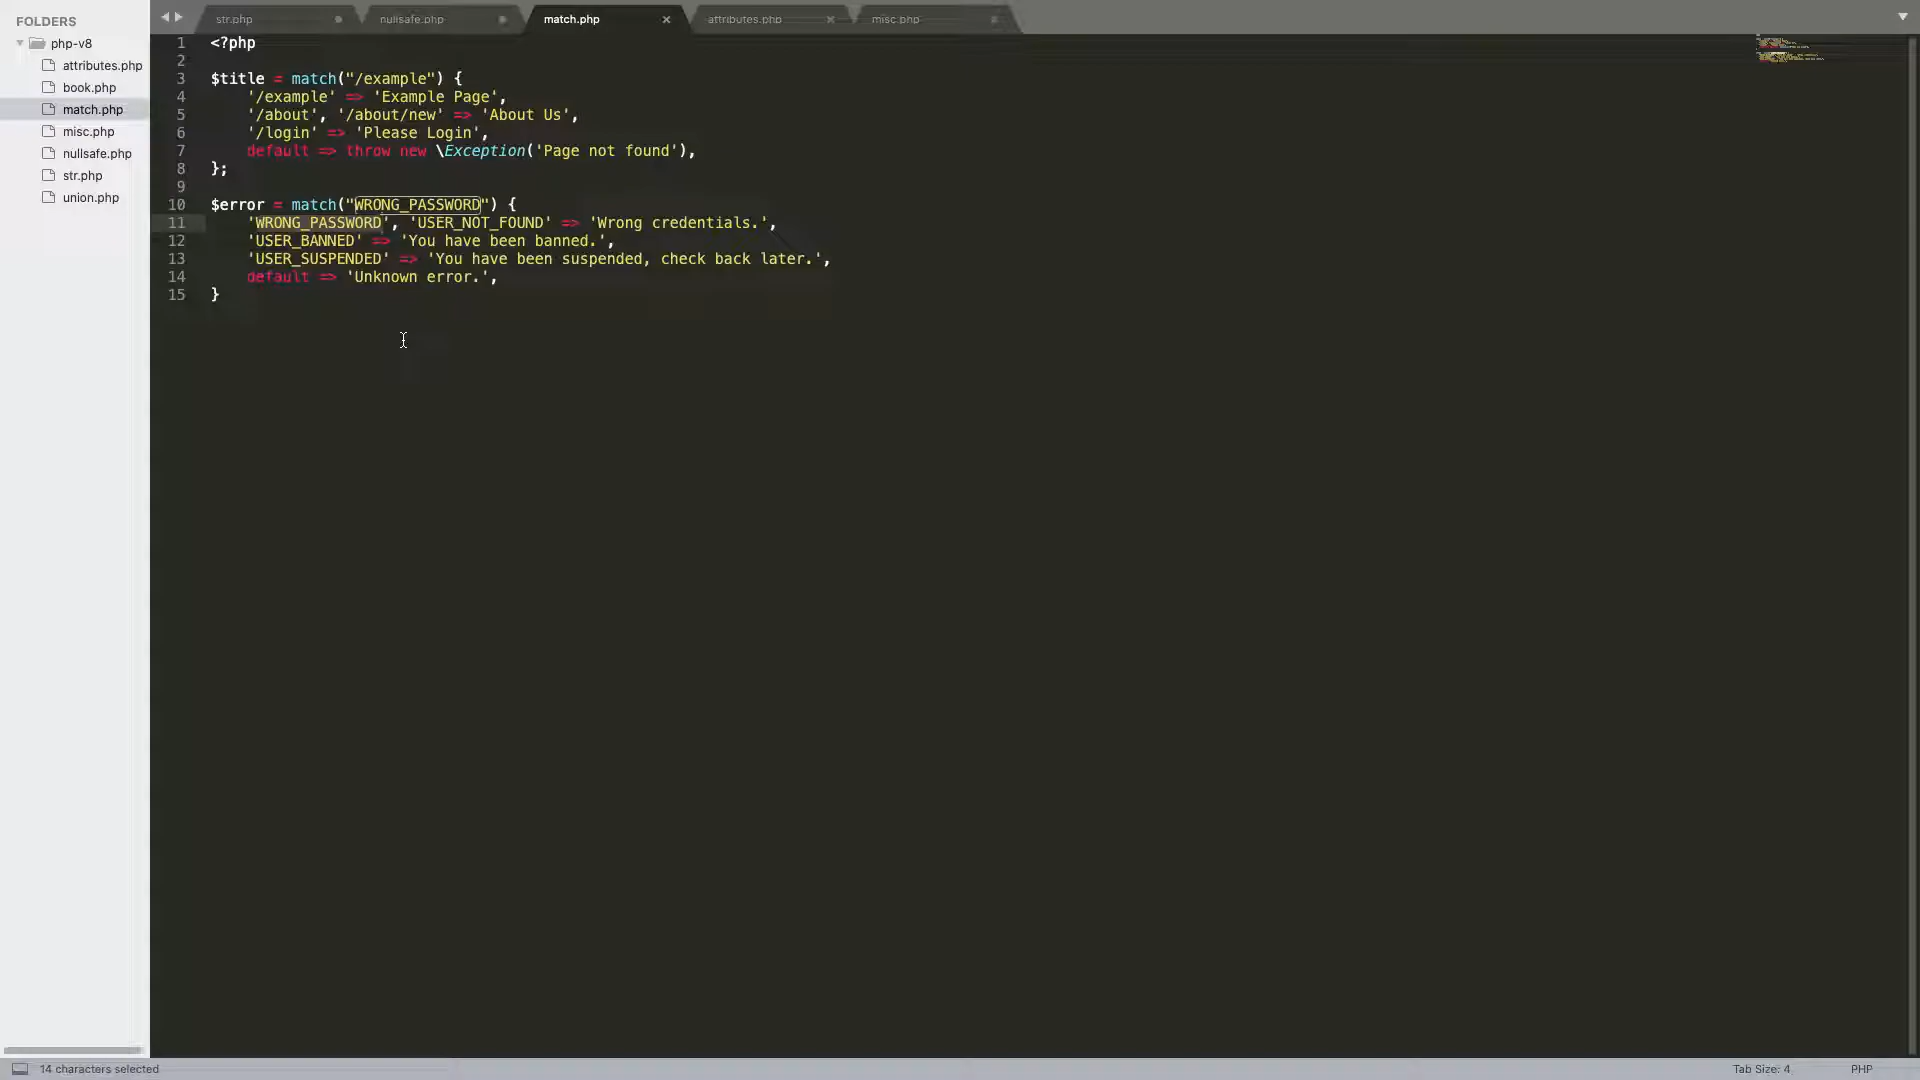 FOLDERS
php-v8
attributes.php
book.php
match.php
misc.php
nullsafe.php
str.php
union.php
str.php
nullsafe.php
match.php
attributes.php
misc.php
1 <?php
2
3 $title = match("/example") {
4     '/example' => 'Example Page',
5     '/about', '/about/new' => 'About Us',
6     '/login' => 'Please Login',
7     default => throw new \Exception('Page not found'),
8 };
9
10 $error = match("WRONG_PASSWORD") {
11     'WRONG_PASSWORD', 'USER_NOT_FOUND' => 'Wrong credentials.',
12     'USER_BANNED' => 'You have been banned.',
13     'USER_SUSPENDED' => 'You have been suspended, check back later.',
14     default => 'Unknown error.',
15 }
14 characters selected
Tab Size: 4
PHP